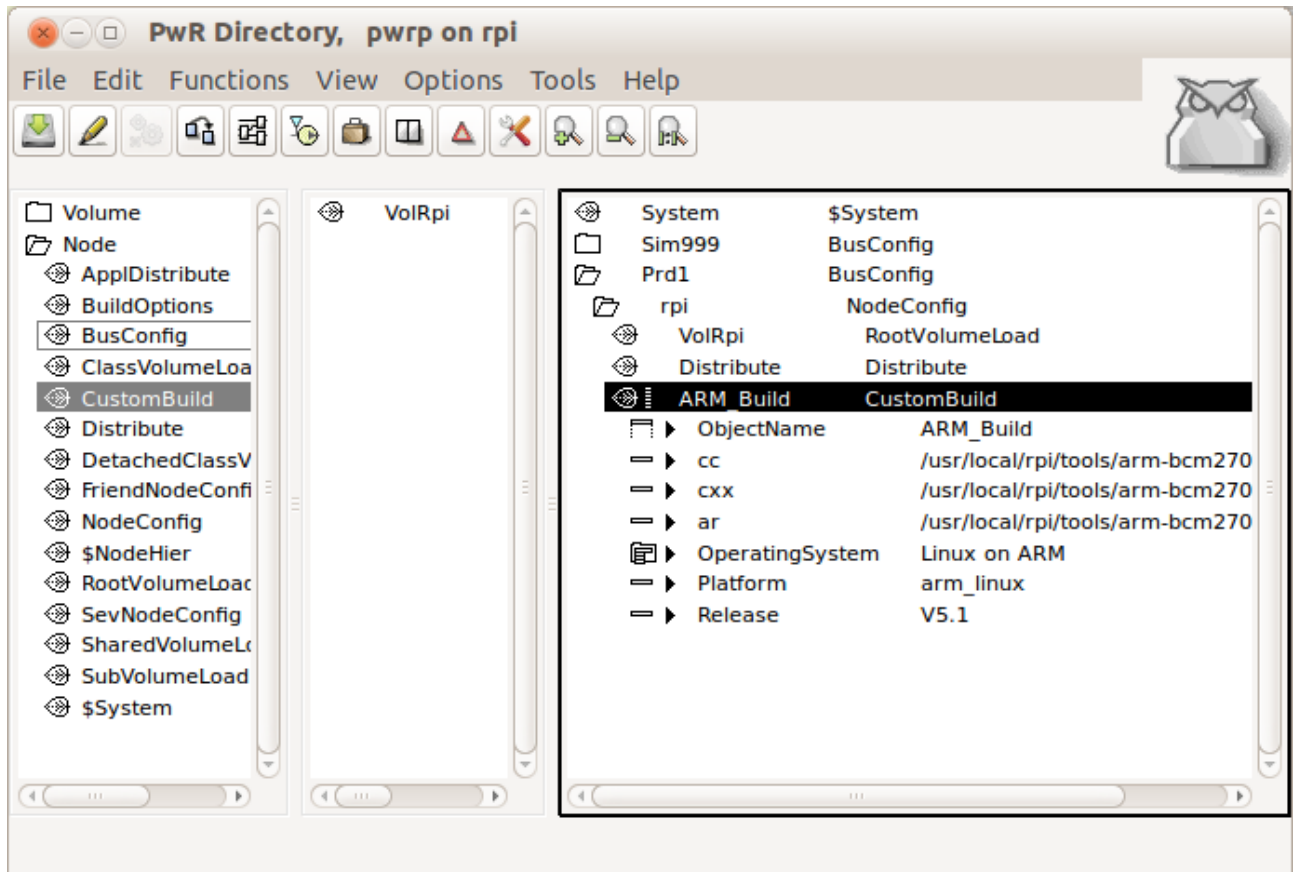 PwR Directory, pwrp on rpi
File Edit Functions View Options Tools Help
Volume
Node
ApplDistribute
BuildOptions
BusConfig
ClassVolumeLoa
CustomBuild
Distribute
DetachedClassV
FriendNodeConfi
NodeConfig
$NodeHier
RootVolumeLoad
SevNodeConfig
SharedVolumeLo
SubVolumeLoad
$System
VolRpi
System $System
Sim999 BusConfig
Prd1 BusConfig
rpi NodeConfig
VolRpi RootVolumeLoad
Distribute Distribute
ARM_Build CustomBuild
ObjectName ARM_Build
cc /usr/local/rpi/tools/arm-bcm270
cxx /usr/local/rpi/tools/arm-bcm270
ar /usr/local/rpi/tools/arm-bcm270
OperatingSystem Linux on ARM
Platform arm_linux
Release V5.1